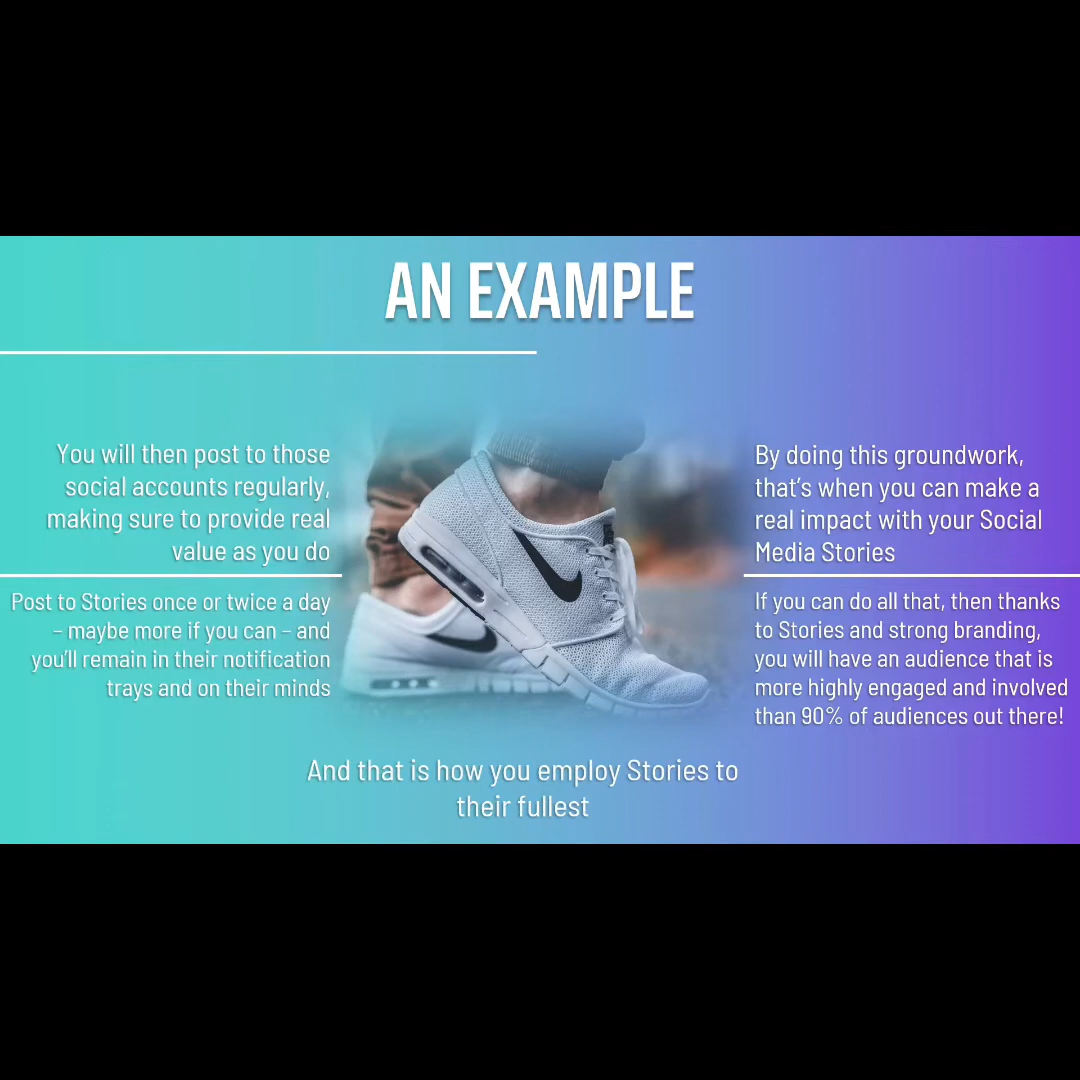 AN EXAMPLE
You will then post to those
social accounts regularly,
making sure to provide real
value as you do
Post to Stories once or twice a day
– maybe more if you can – and
you’ll remain in their notification
trays and on their minds
By doing this groundwork,
that’s when you can make a
real impact with your Social
Media Stories
If you can do all that, then thanks
to Stories and strong branding,
you will have an audience that is
more highly engaged and involved
than 90% of audiences out there!
And that is how you employ Stories to
their fullest